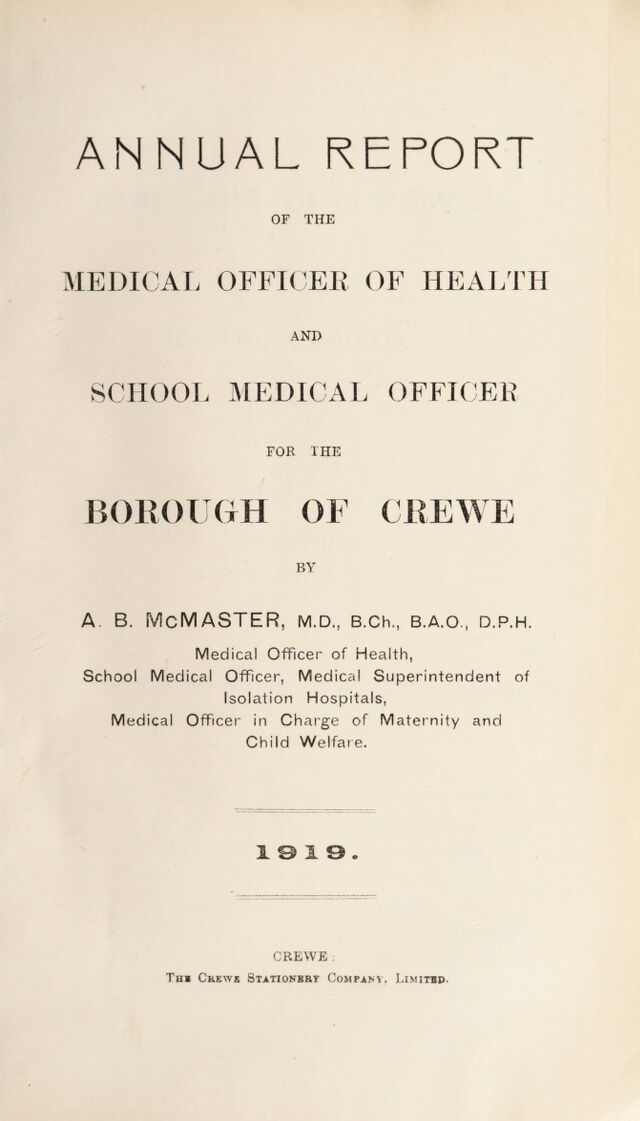 ANNUAL REPORT
OF THE
MEDICAL OFFICER OF HEALTH
AND
SCHOOL MEDICAL OFFICER
FOR THE
BOROUGH OF CREWE
BY
A. B. McMASTER, M.D., B.Ch., B.A.O., D.P.H.
Medical Officer of Health,
School Medical Officer, Medical Superintendent of
Isolation Hospitals,
Medical Officer in Charge of Maternity and
Child Welfare.
1919.
CREWE:
The Crewe Stationery Company, Limited.